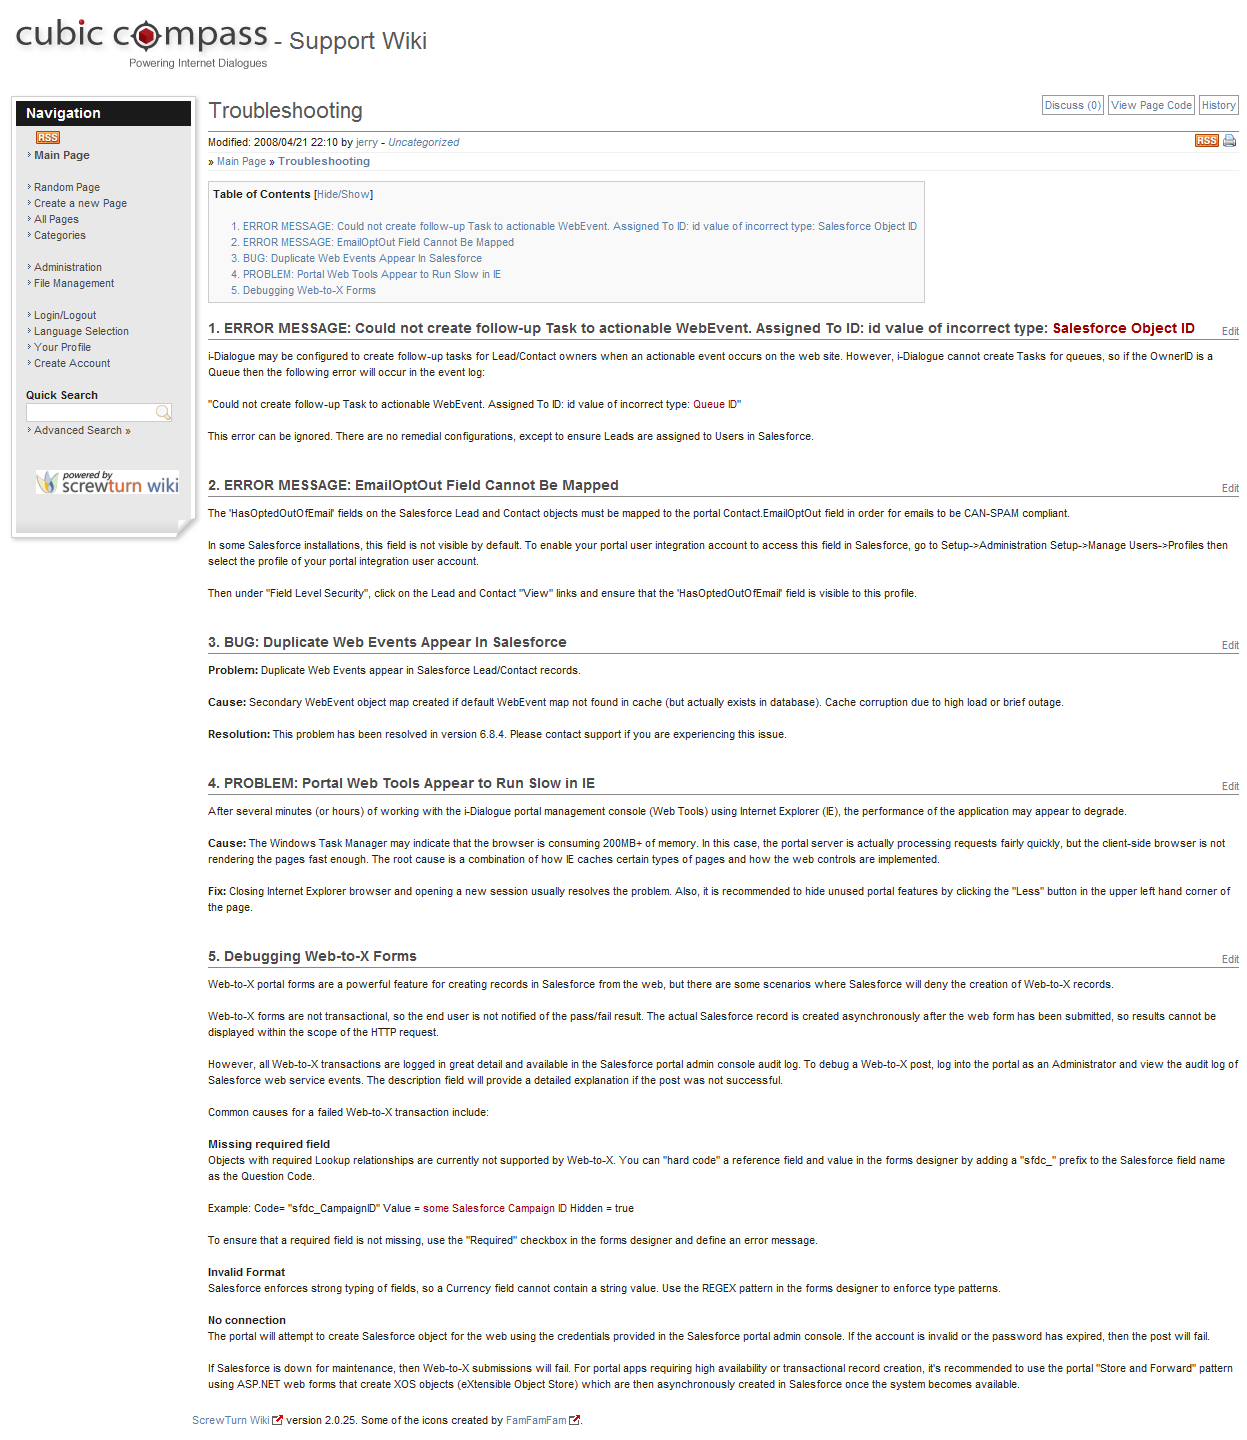 cubic compass - Support Wiki
Powering Internet Dialogues
Navigation
RSS
Main Page
Random Page
Create a new Page
All Pages
Categories
Administration
File Management
Login/Logout
Language Selection
Your Profile
Create Account
Quick Search
Advanced Search »
powered by
screwturn wiki
Troubleshooting
Discuss (0) View Page Code History
Modified: 2008/04/21 22:10 by jerry - Uncategorized
RSS
» Main Page » Troubleshooting
Table of Contents [Hide/Show]
1. ERROR MESSAGE: Could not create follow-up Task to actionable WebEvent. Assigned To ID: id value of incorrect type: Salesforce Object ID
2. ERROR MESSAGE: EmailOptOut Field Cannot Be Mapped
3. BUG: Duplicate Web Events Appear In Salesforce
4. PROBLEM: Portal Web Tools Appear to Run Slow in IE
5. Debugging Web-to-X Forms
1. ERROR MESSAGE: Could not create follow-up Task to actionable WebEvent. Assigned To ID: id value of incorrect type: Salesforce Object ID
Edit
i-Dialogue may be configured to create follow-up tasks for Lead/Contact owners when an actionable event occurs on the web site. However, i-Dialogue cannot create Tasks for queues, so if the OwnerID is a
Queue then the following error will occur in the event log:
"Could not create follow-up Task to actionable WebEvent. Assigned To ID: id value of incorrect type: Queue ID"
This error can be ignored. There are no remedial configurations, except to ensure Leads are assigned to Users in Salesforce.
2. ERROR MESSAGE: EmailOptOut Field Cannot Be Mapped
Edit
The 'HasOptedOutOfEmail' fields on the Salesforce Lead and Contact objects must be mapped to the portal Contact.EmailOptOut field in order for emails to be CAN-SPAM compliant.
In some Salesforce installations, this field is not visible by default. To enable your portal user integration account to access this field in Salesforce, go to Setup->Administration Setup->Manage Users->Profiles then
select the profile of your portal integration user account.
Then under "Field Level Security", click on the Lead and Contact "View" links and ensure that the 'HasOptedOutOfEmail' field is visible to this profile.
3. BUG: Duplicate Web Events Appear In Salesforce
Edit
Problem: Duplicate Web Events appear in Salesforce Lead/Contact records.
Cause: Secondary WebEvent object map created if default WebEvent map not found in cache (but actually exists in database). Cache corruption due to high load or brief outage.
Resolution: This problem has been resolved in version 6.8.4. Please contact support if you are experiencing this issue.
4. PROBLEM: Portal Web Tools Appear to Run Slow in IE
Edit
After several minutes (or hours) of working with the i-Dialogue portal management console (Web Tools) using Internet Explorer (IE), the performance of the application may appear to degrade.
Cause: The Windows Task Manager may indicate that the browser is consuming 200MB+ of memory. In this case, the portal server is actually processing requests fairly quickly, but the client-side browser is not
rendering the pages fast enough. The root cause is a combination of how IE caches certain types of pages and how the web controls are implemented.
Fix: Closing Internet Explorer browser and opening a new session usually resolves the problem. Also, it is recommended to hide unused portal features by clicking the "Less" button in the upper left hand corner of
the page.
5. Debugging Web-to-X Forms
Edit
Web-to-X portal forms are a powerful feature for creating records in Salesforce from the web, but there are some scenarios where Salesforce will deny the creation of Web-to-X records.
Web-to-X forms are not transactional, so the end user is not notified of the pass/fail result. The actual Salesforce record is created asynchronously after the web form has been submitted, so results cannot be
displayed within the scope of the HTTP request.
However, all Web-to-X transactions are logged in great detail and available in the Salesforce portal admin console audit log. To debug a Web-to-X post, log into the portal as an Administrator and view the audit log of
Salesforce web service events. The description field will provide a detailed explanation if the post was not successful.
Common causes for a failed Web-to-X transaction include:
Missing required field
Objects with required Lookup relationships are currently not supported by Web-to-X. You can "hard code" a reference field and value in the forms designer by adding a "sfdc_" prefix to the Salesforce field name
as the Question Code.
Example: Code= "sfdc_CampaignID" Value = some Salesforce Campaign ID Hidden = true
To ensure that a required field is not missing, use the "Required" checkbox in the forms designer and define an error message.
Invalid Format
Salesforce enforces strong typing of fields, so a Currency field cannot contain a string value. Use the REGEX pattern in the forms designer to enforce type patterns.
No connection
The portal will attempt to create Salesforce object for the web using the credentials provided in the Salesforce portal admin console. If the account is invalid or the password has expired, then the post will fail.
If Salesforce is down for maintenance, then Web-to-X submissions will fail. For portal apps requiring high availability or transactional record creation, it's recommended to use the portal "Store and Forward" pattern
using ASP.NET web forms that create XOS objects (eXtensible Object Store) which are then asynchronously created in Salesforce once the system becomes available.
ScrewTurn Wiki version 2.0.25. Some of the icons created by FamFamFam.